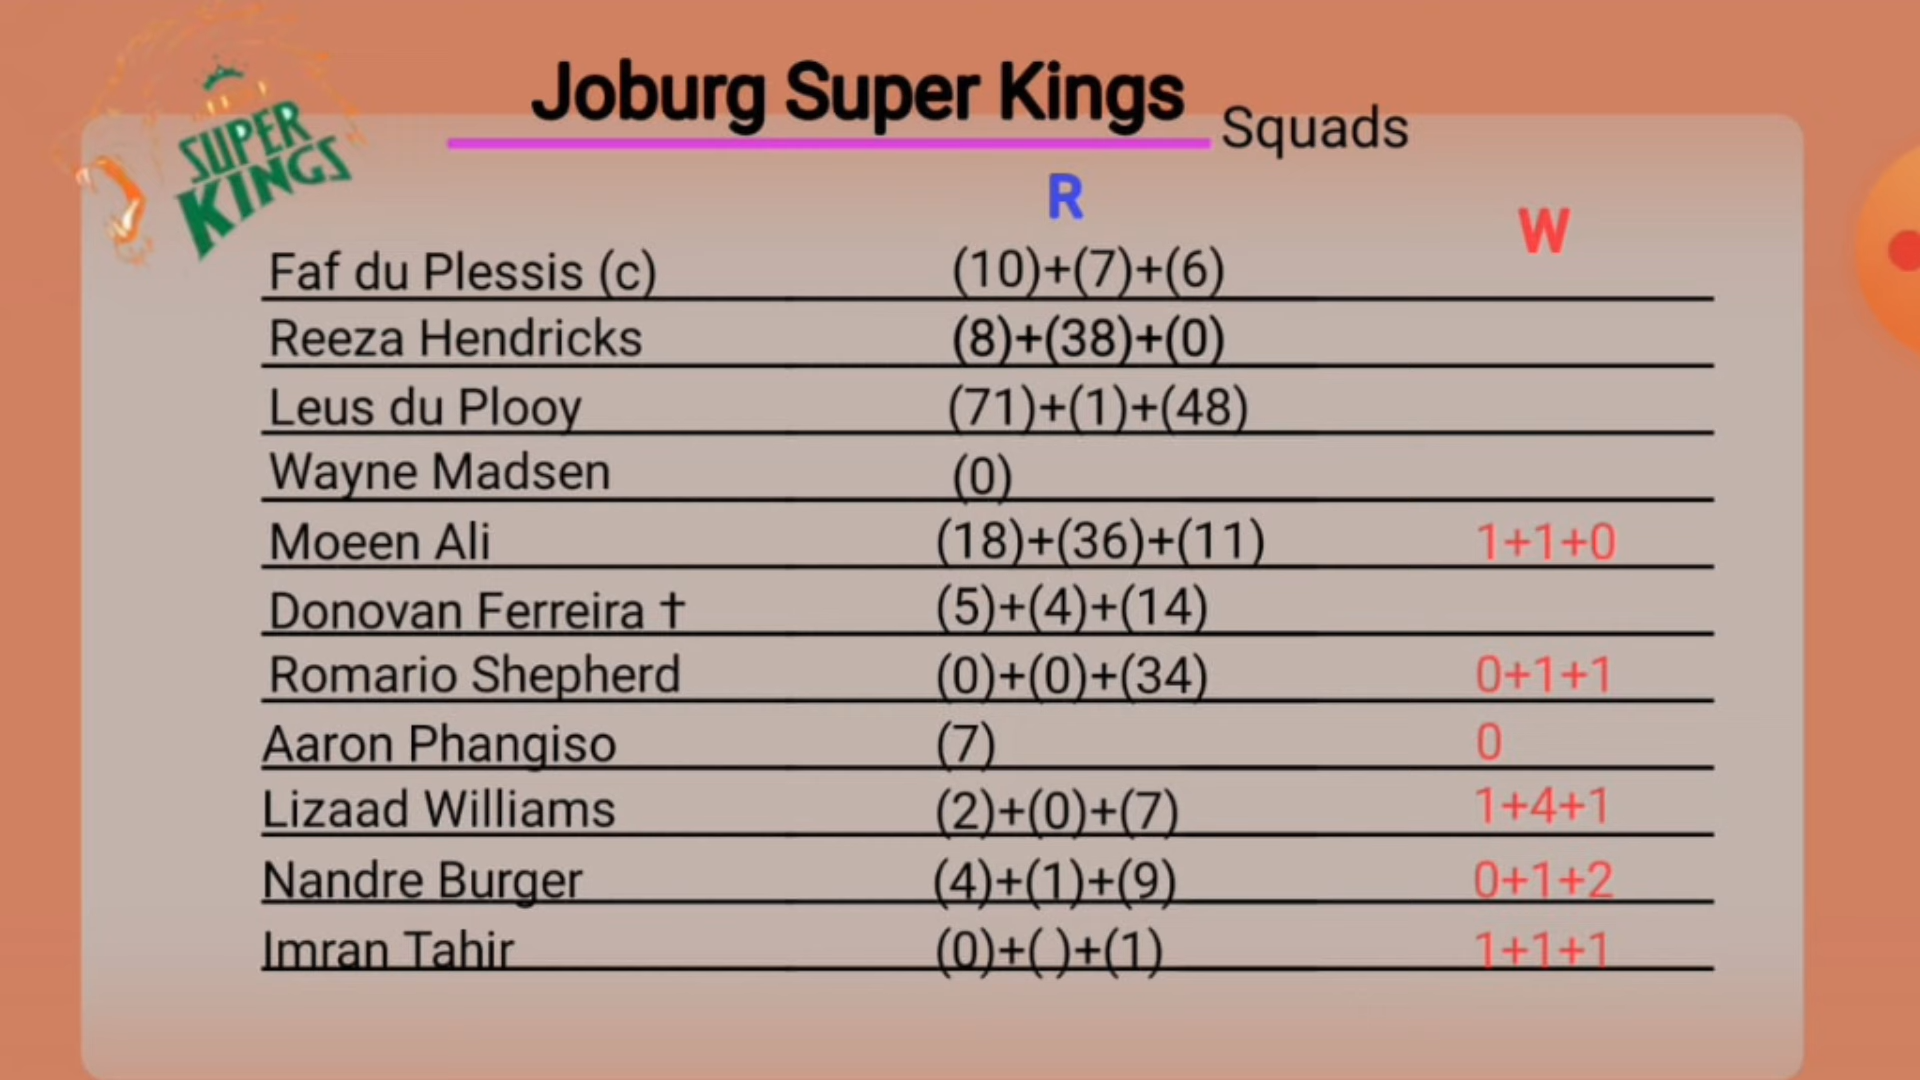 SUPER
KINGS
Joburg Super Kings Squads
R W
Faf du Plessis (c) (10)+(7)+(6)
Reeza Hendricks (8)+(38)+(0)
Leus du Plooy (71)+(1)+(48)
Wayne Madsen (0)
Moeen Ali (18)+(36)+(11) 1+1+0
Donovan Ferreira † (5)+(4)+(14)
Romario Shepherd (0)+(0)+(34) 0+1+1
Aaron Phangiso (7) 0
Lizaad Williams (2)+(0)+(7) 1+4+1
Nandre Burger (4)+(1)+(9) 0+1+2
Imran Tahir (0)+( )+(1) 1+1+1